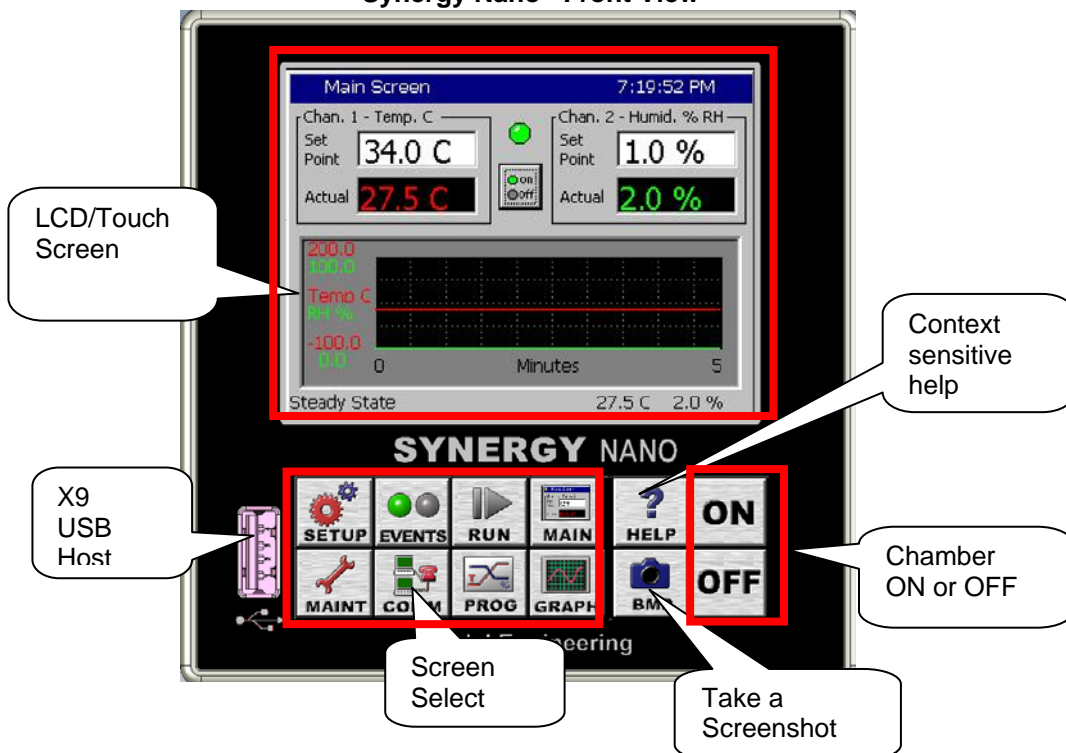 Synergy Nano - Front View
Main Screen 7:19:52 PM
Chan. 1 - Temp. C
Set Point 34.0 C
Actual 27.5 C
on
off
Chan. 2 - Humid. % RH
Set Point 1.0 %
Actual 2.0 %
200.0
100.0
Temp C
RH %
-100.0
0.0
0 Minutes 5
Steady State 27.5 C 2.0 %
LCD/Touch
Screen
Context
sensitive
help
SYNERGY NANO
X9
USB
Host
SETUP EVENTS RUN MAIN HELP ON
MAINT PROG GRAPH OFF
Chamber
ON or OFF
Screen
Select
Take a
Screenshot